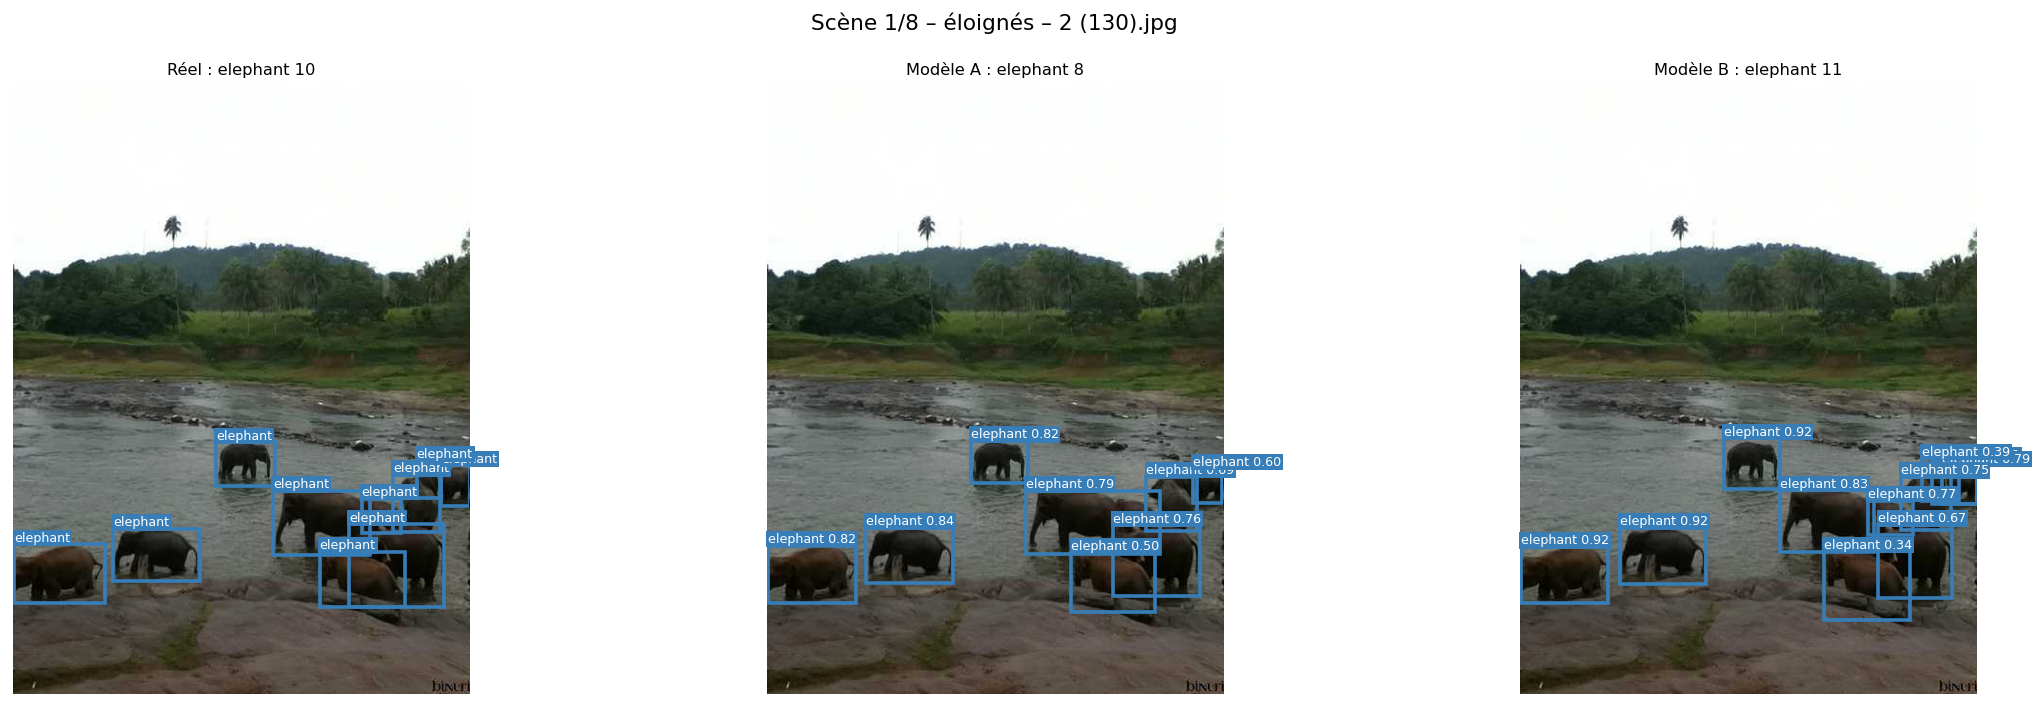 Scène 1/8 – éloignés – 2 (130).jpg
Réel : elephant 10
elephant
elephant
elephant
elephant
elephant
elephant
elephant
elephant
elephant
elephant
binuri
Modèle A : elephant 8
elephant 0.82
elephant 0.60
elephant 0.79
elephant 0.76
elephant 0.84
elephant 0.82
elephant 0.50
binuri
Modèle B : elephant 11
elephant 0.92
elephant 0.39
0.79
elephant 0.75
elephant 0.83
elephant 0.77
elephant 0.67
elephant 0.92
elephant 0.92
elephant 0.34
binuri